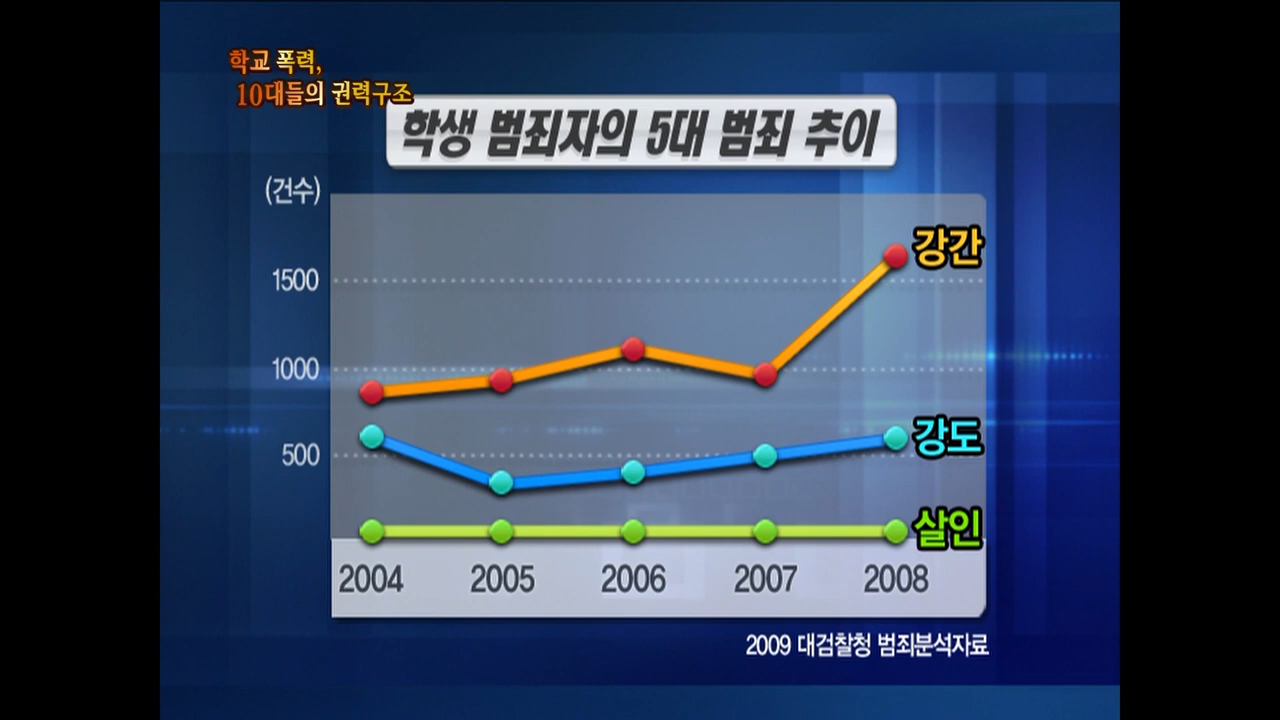 학교 폭력,
10대들의 권력구조
학생 범죄자의 5대 범죄 추이
(건수)
1500
1000
500
강간
강도
살인
2004 2005 2006 2007 2008
2009 대검찰청 범죄분석자료